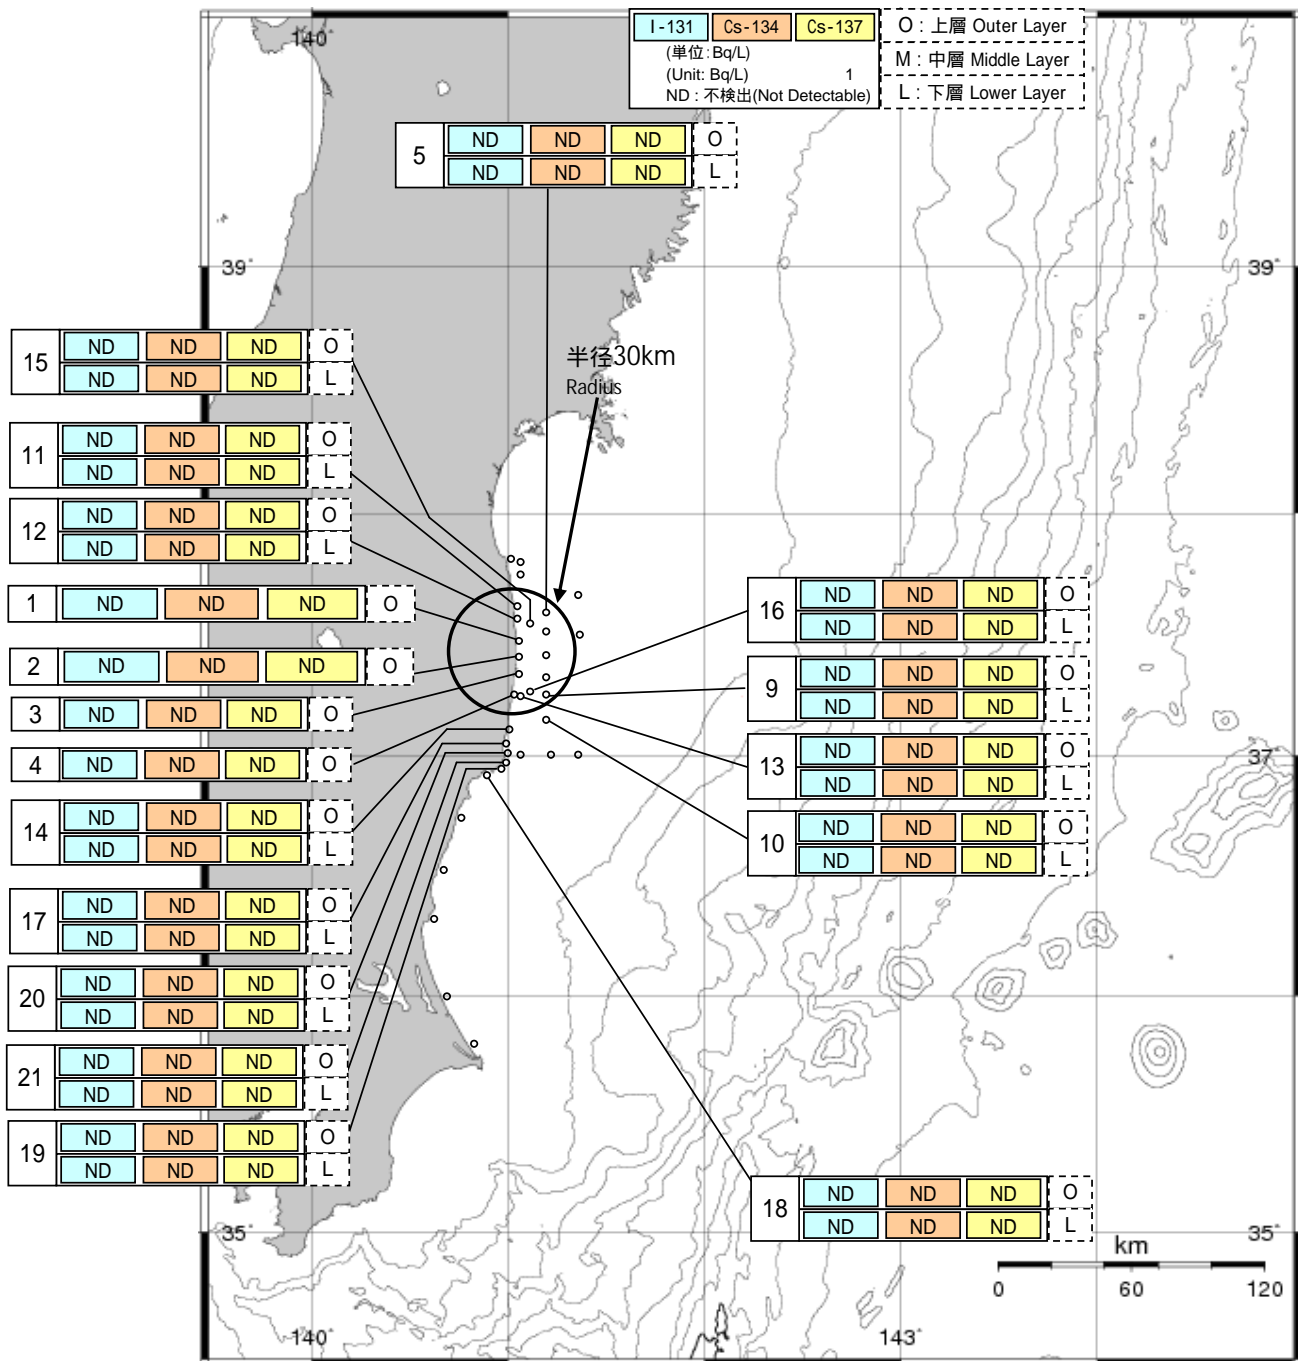 140°
I-131 Cs-134 Cs-137
(単位:Bq/L)
(Unit: Bq/L) 1
ND : 不検出(Not Detectable)
O : 上層 Outer Layer
M : 中層 Middle Layer
L : 下層 Lower Layer
5
ND ND ND O
ND ND ND L
39°
39°
半径30km
Radius
15
ND ND ND O
ND ND ND L
11
ND ND ND O
ND ND ND L
12
ND ND ND O
ND ND ND L
1 ND ND ND O
2 ND ND ND O
3 ND ND ND O
4 ND ND ND O
14
ND ND ND O
ND ND ND L
17
ND ND ND O
ND ND ND L
20
ND ND ND O
ND ND ND L
21
ND ND ND O
ND ND ND L
19
ND ND ND O
ND ND ND L
16
ND ND ND O
ND ND ND L
9
ND ND ND O
ND ND ND L
37°
13
ND ND ND O
ND ND ND L
10
ND ND ND O
ND ND ND L
18
ND ND ND O
ND ND ND L
35°
35°
km
0 60 120
140°
143°